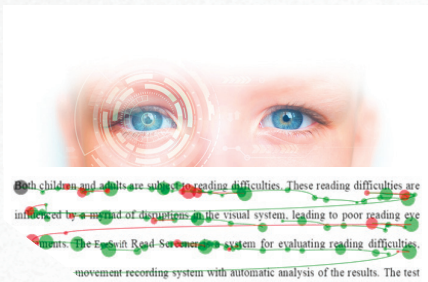 Both children and adults are subject to reading difficulties. These reading difficulties are
influenced by a myriad of disruptions in the visual system, leading to poor reading eye
The EyeSwift Read Screener is a system for evaluating reading difficulties,
movement recording system with automatic analysis of the results. The test